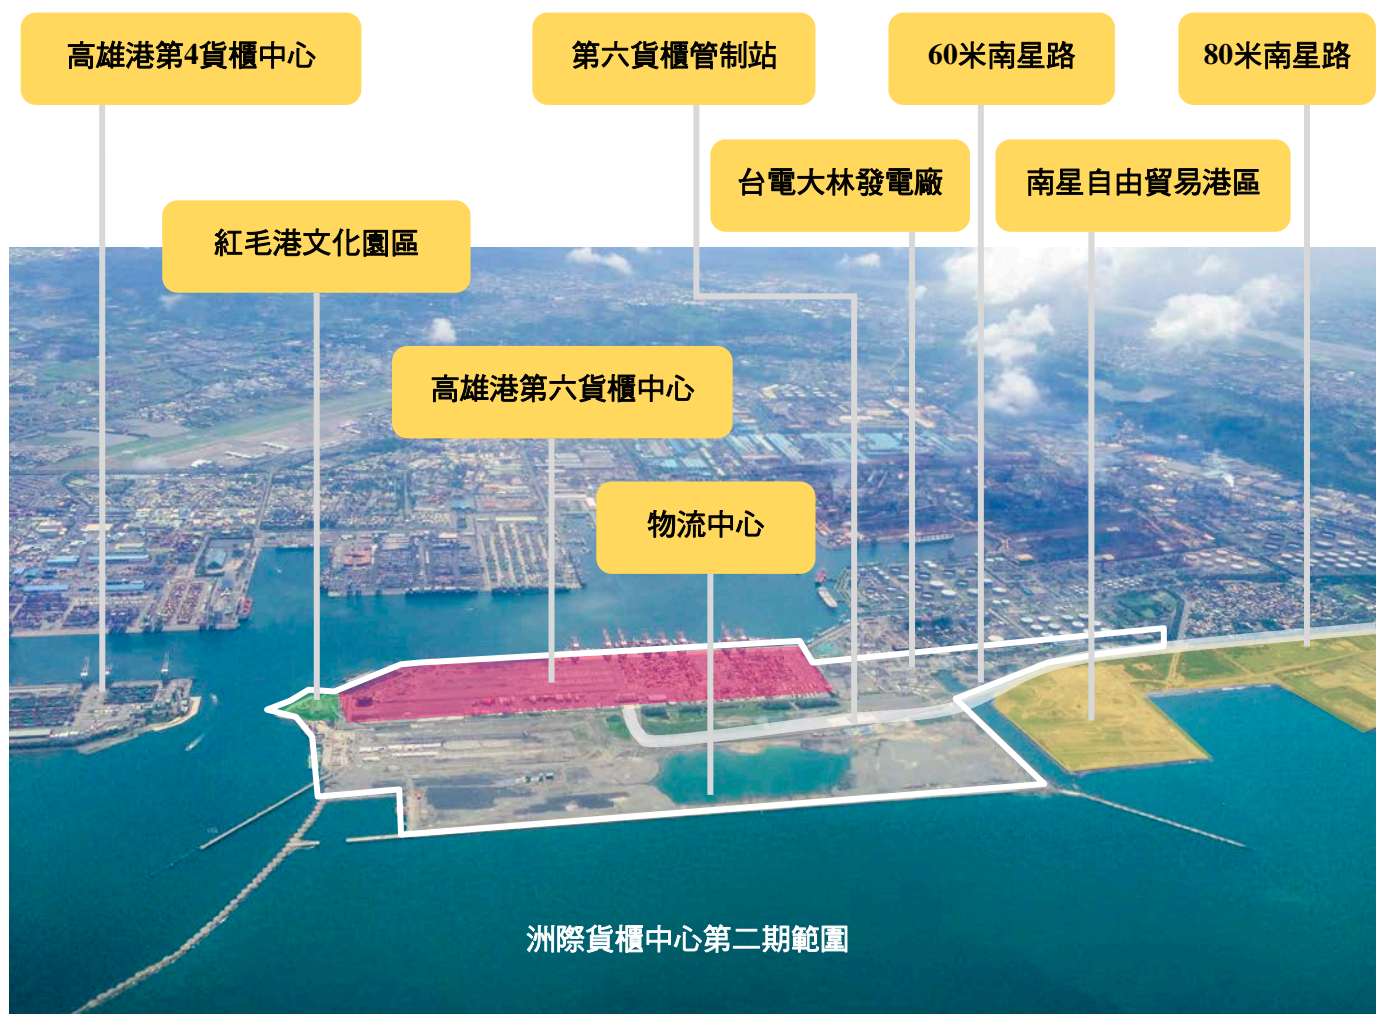 高雄港第4貨櫃中心
第六貨櫃管制站
60米南星路
80米南星路
台電大林發電廠
南星自由貿易港區
紅毛港文化園區
高雄港第六貨櫃中心
物流中心
洲際貨櫃中心第二期範圍